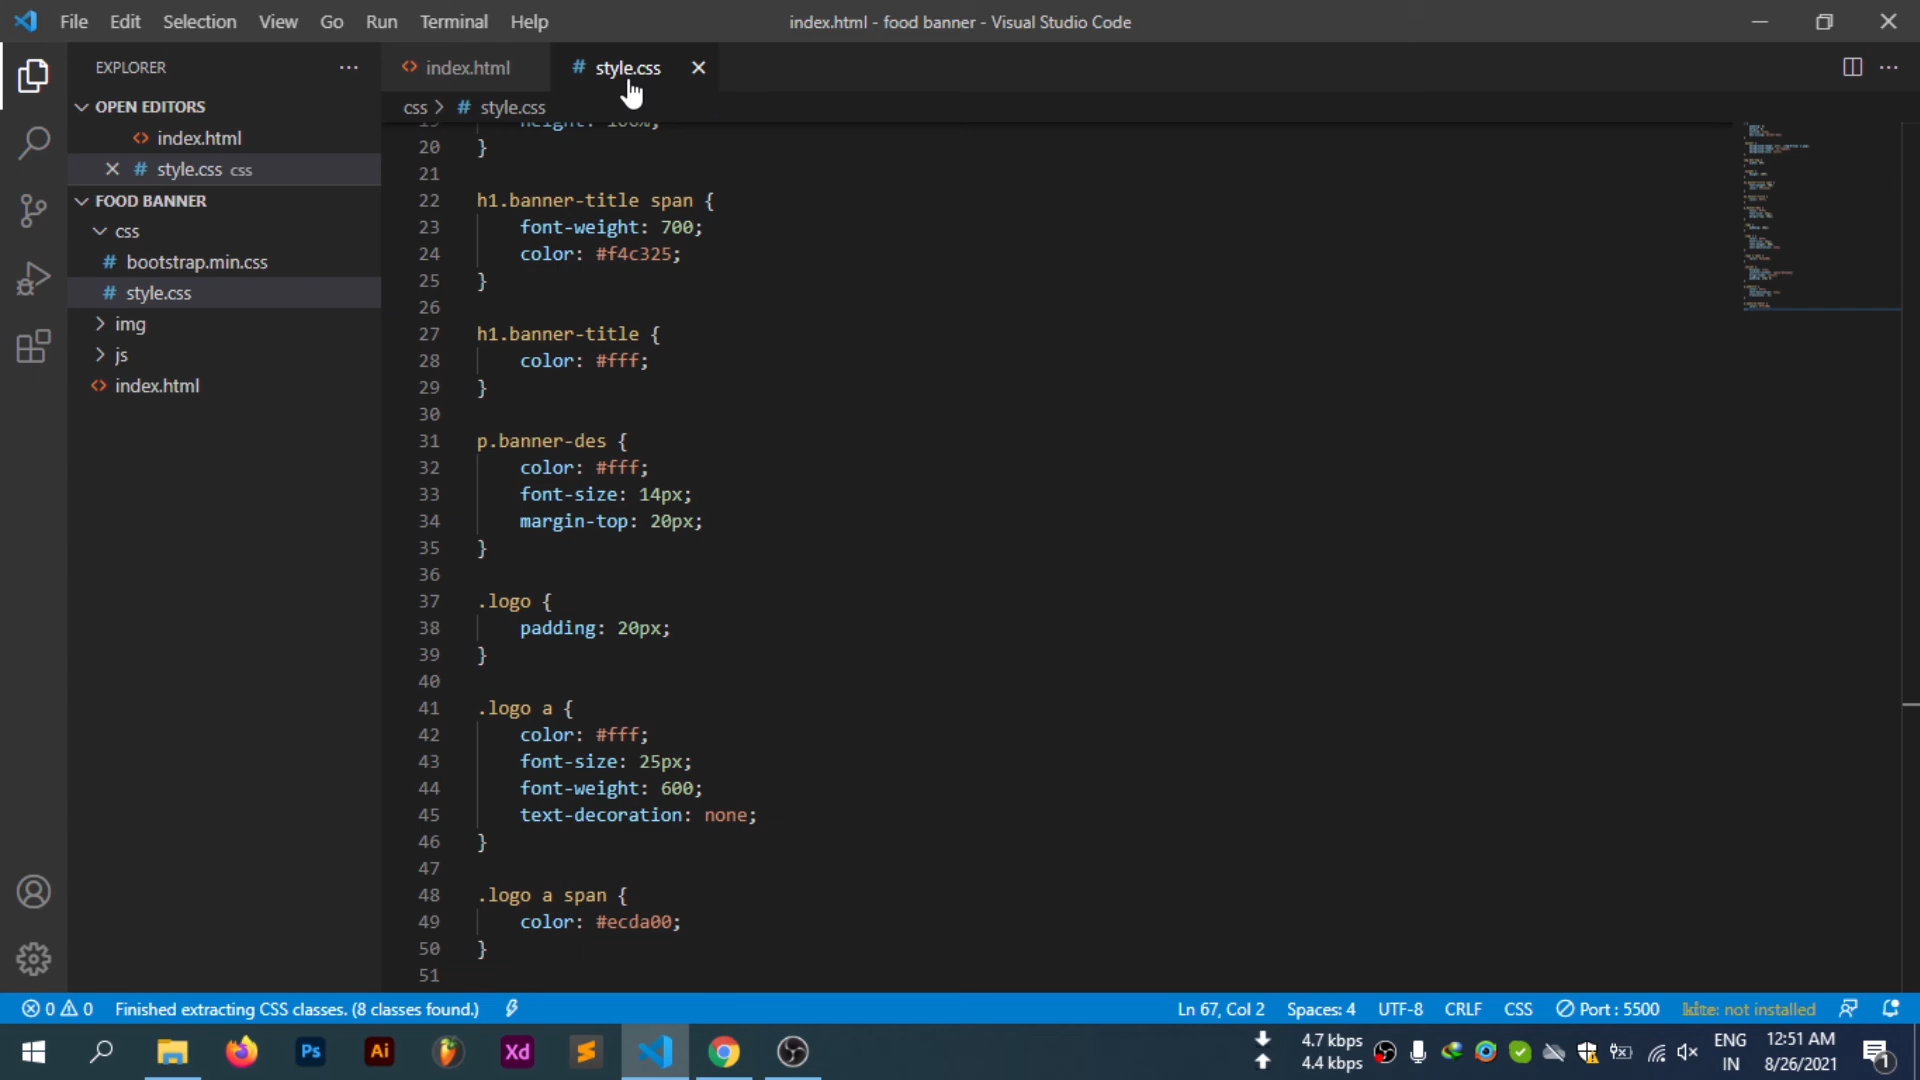 File Edit Selection View Go Run Terminal Help
index.html - food banner - Visual Studio Code
EXPLORER
OPEN EDITORS
<> index.html
# style.css css
FOOD BANNER
css
# bootstrap.min.css
# style.css
img
js
<> index.html
<> index.html
# style.css
css > # style.css
20 }
21
22 h1.banner-title span {
23 font-weight: 700;
24 color: #f4c325;
25 }
26
27 h1.banner-title {
28 color: #fff;
29 }
30
31 p.banner-des {
32 color: #fff;
33 font-size: 14px;
34 margin-top: 20px;
35 }
36
37 .logo {
38 padding: 20px;
39 }
40
41 .logo a {
42 color: #fff;
43 font-size: 25px;
44 font-weight: 600;
45 text-decoration: none;
46 }
47
48 .logo a span {
49 color: #ecda00;
50 }
51
0 0 Finished extracting CSS classes. (8 classes found.)
Ln 67, Col 2 Spaces: 4 UTF-8 CRLF CSS Port : 5500 kite: not installed
Ps Ai Xd
4.7 kbps
4.4 kbps
ENG
IN
12:51 AM
8/26/2021
1